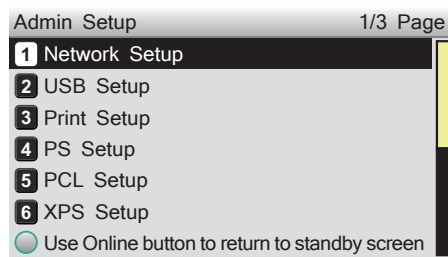 Admin Setup 1/3 Page
1 Network Setup
2 USB Setup
3 Print Setup
4 PS Setup
5 PCL Setup
6 XPS Setup
Use Online button to return to standby screen